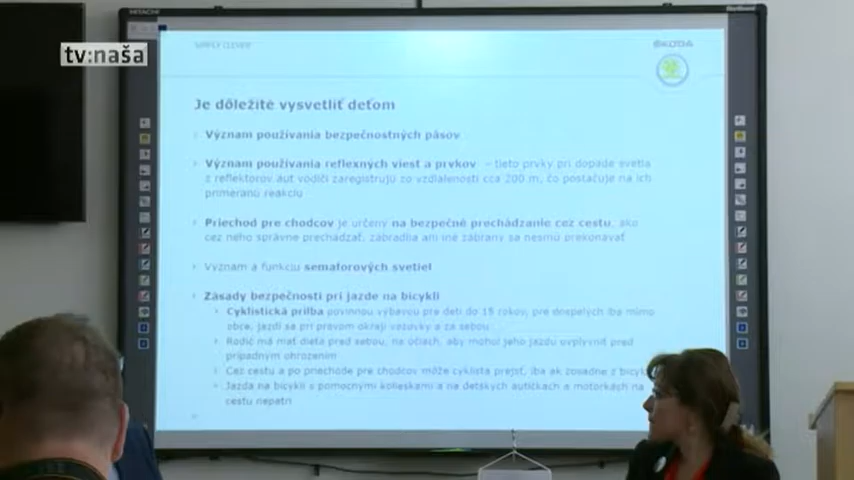 HITACHI
StarBoard
tv:naša
SIMPLY CLEVER
ŠKODA
Je dôležité vysvetliť deťom
Význam používania bezpečnostných pásov
Význam používania reflexných viest a prvkov – tieto prvky pri dopade svetla
z reflektorov áut vodiči zaregistrujú zo vzdialenosti cca 200 m, čo postačuje na ich
primeranú reakciu
Priechod pre chodcov je určený na bezpečné prechádzanie cez cestu, ako
cez neho správne prechádzať, zábradlia ani iné zábrany sa nesmú prekonávať
Význam a funkciu semaforových svetiel
Zásady bezpečnosti pri jazde na bicykli
Cyklistická prilba povinnou výbavou pre deti do 15 rokov, pre dospelých iba mimo
obce, jazdí sa pri pravom okraji vozovky a za sebou
Rodič má mať dieťa pred sebou, na očiach, aby mohol jeho jazdu ovplyvniť pred
prípadným ohrozením
Cez cestu a po priechode pre chodcov môže cyklista prejsť, iba ak zosadne z bicykla
Jazda na bicykli s pomocnými kolieskami a na detských autíčkach a motorkách na
cestu nepatrí